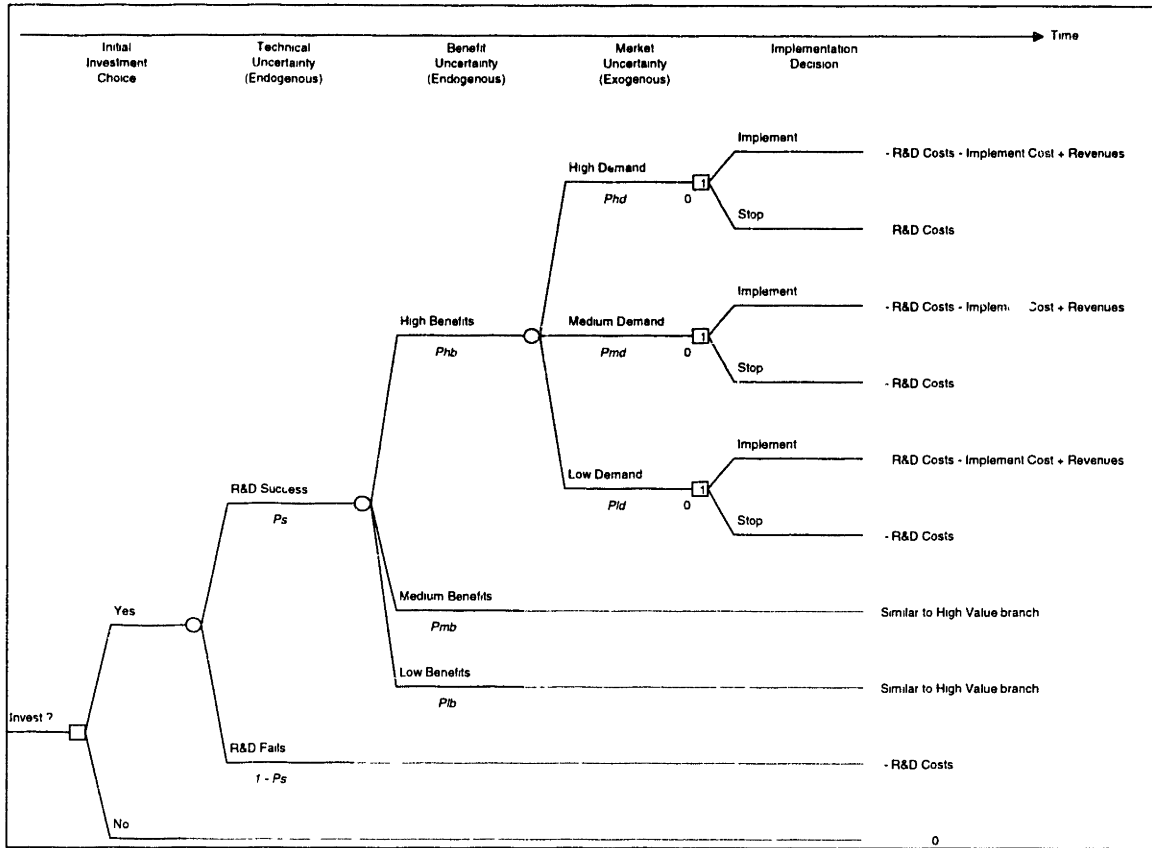 Time
Initial
Investment
Choice
Technical
Uncertainty
(Endogenous)
Benefit
Uncertainty
(Endogenous)
Market
Uncertainty
(Exogenous)
Implementation
Decision
Implement
- R&D Costs - Implement Cost + Revenues
High Demand
1
Phd
0
Stop
R&D Costs
Implement
- R&D Costs - Implem Cost + Revenues
High Benefits
Medium Demand
1
Phb
Pmd
0
Stop
- R&D Costs
Implement
R&D Costs - Implement Cost + Revenues
Low Demand
1
R&D Success
Pld
0
Ps
Stop
- R&D Costs
Medium Benefits
Yes
Similar to High Value branch
Pmb
Low Benefits
Similar to High Value branch
Plb
Invest ?
R&D Fails
- R&D Costs
1 - Ps
No
0